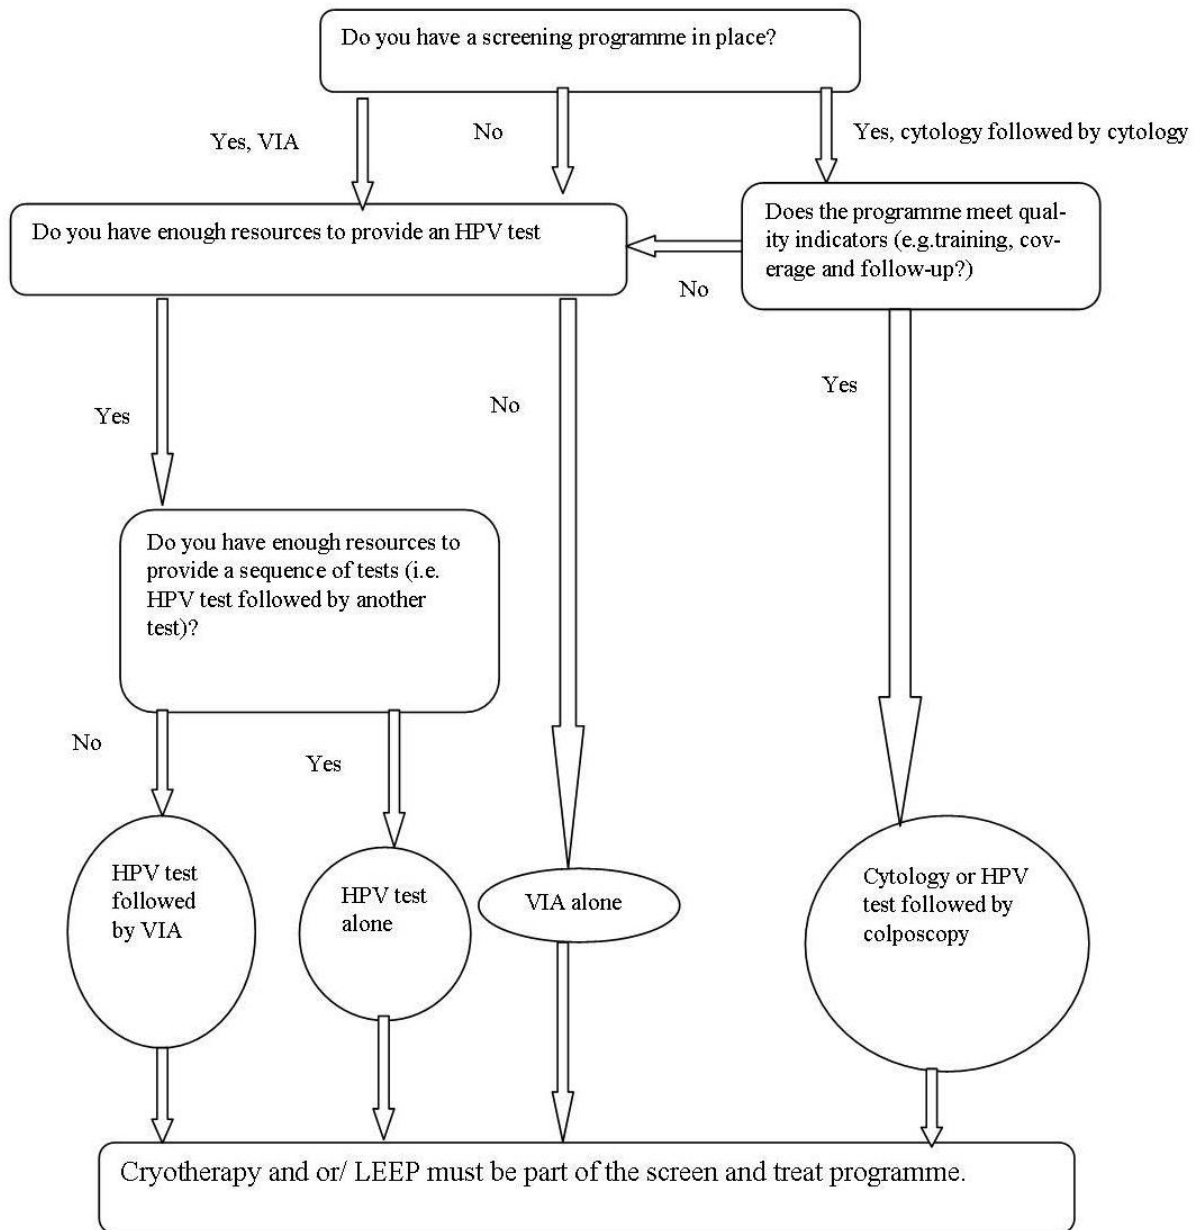 Do you have a screening programme in place?
Yes, VIA
No
Yes, cytology followed by cytology
Do you have enough resources to provide an HPV test
Does the programme meet qual-
ity indicators (e.g.training, cov-
erage and follow-up?)
No
Yes
No
Yes
Do you have enough resources to
provide a sequence of tests (i.e.
HPV test followed by another
test)?
No
Yes
HPV test
followed
by VIA
HPV test
alone
VIA alone
Cytology or HPV
test followed by
colposcopy
Cryotherapy and or/ LEEP must be part of the screen and treat programme.